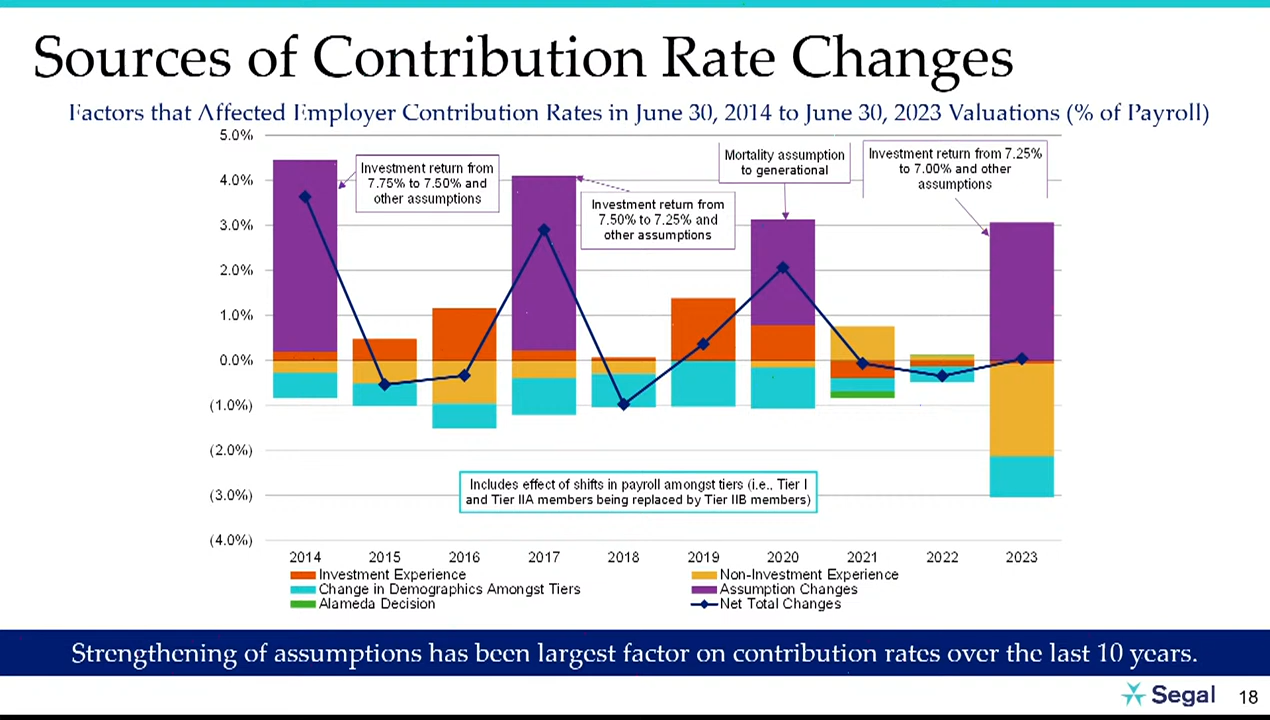 Sources of Contribution Rate Changes
Factors that Affected Employer Contribution Rates in June 30, 2014 to June 30, 2023 Valuations (% of Payroll)
5.0%
4.0%
3.0%
2.0%
1.0%
0.0%
(1.0%)
(2.0%)
(3.0%)
(4.0%)
Investment return from
7.75% to 7.50% and
other assumptions
Investment return from
7.50% to 7.25% and
other assumptions
Mortality assumption
to generational
Investment return from 7.25%
to 7.00% and other
assumptions
Includes effect of shifts in payroll amongst tiers (i.e., Tier I
and Tier IIA members being replaced by Tier IIB members)
2014 2015 2016 2017 2018 2019 2020 2021 2022 2023
Investment Experience
Non-Investment Experience
Change in Demographics Amongst Tiers
Assumption Changes
Alameda Decision
Net Total Changes
Strengthening of assumptions has been largest factor on contribution rates over the last 10 years.
Segal 18